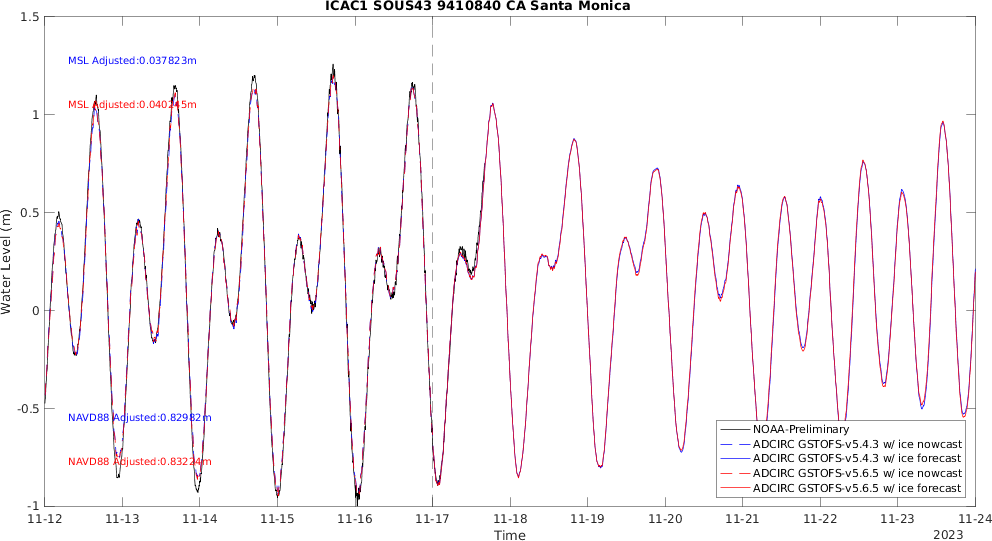 ICAC1 SOUS43 9410840 CA Santa Monica
1.5
1
0.5
0
-0.5
-1
Water Level (m)
MSL Adjusted:0.037823m
MSL Adjusted:0.040245m
NAVD88 Adjusted:0.82982m
NAVD88 Adjusted:0.83224m
NOAA-Preliminary
ADCIRC GSTOFS-v5.4.3 w/ ice nowcast
ADCIRC GSTOFS-v5.4.3 w/ ice forecast
ADCIRC GSTOFS-v5.6.5 w/ ice nowcast
ADCIRC GSTOFS-v5.6.5 w/ ice forecast
11-12 11-13 11-14 11-15 11-16 11-17 11-18 11-19 11-20 11-21 11-22 11-23 11-24
Time
2023